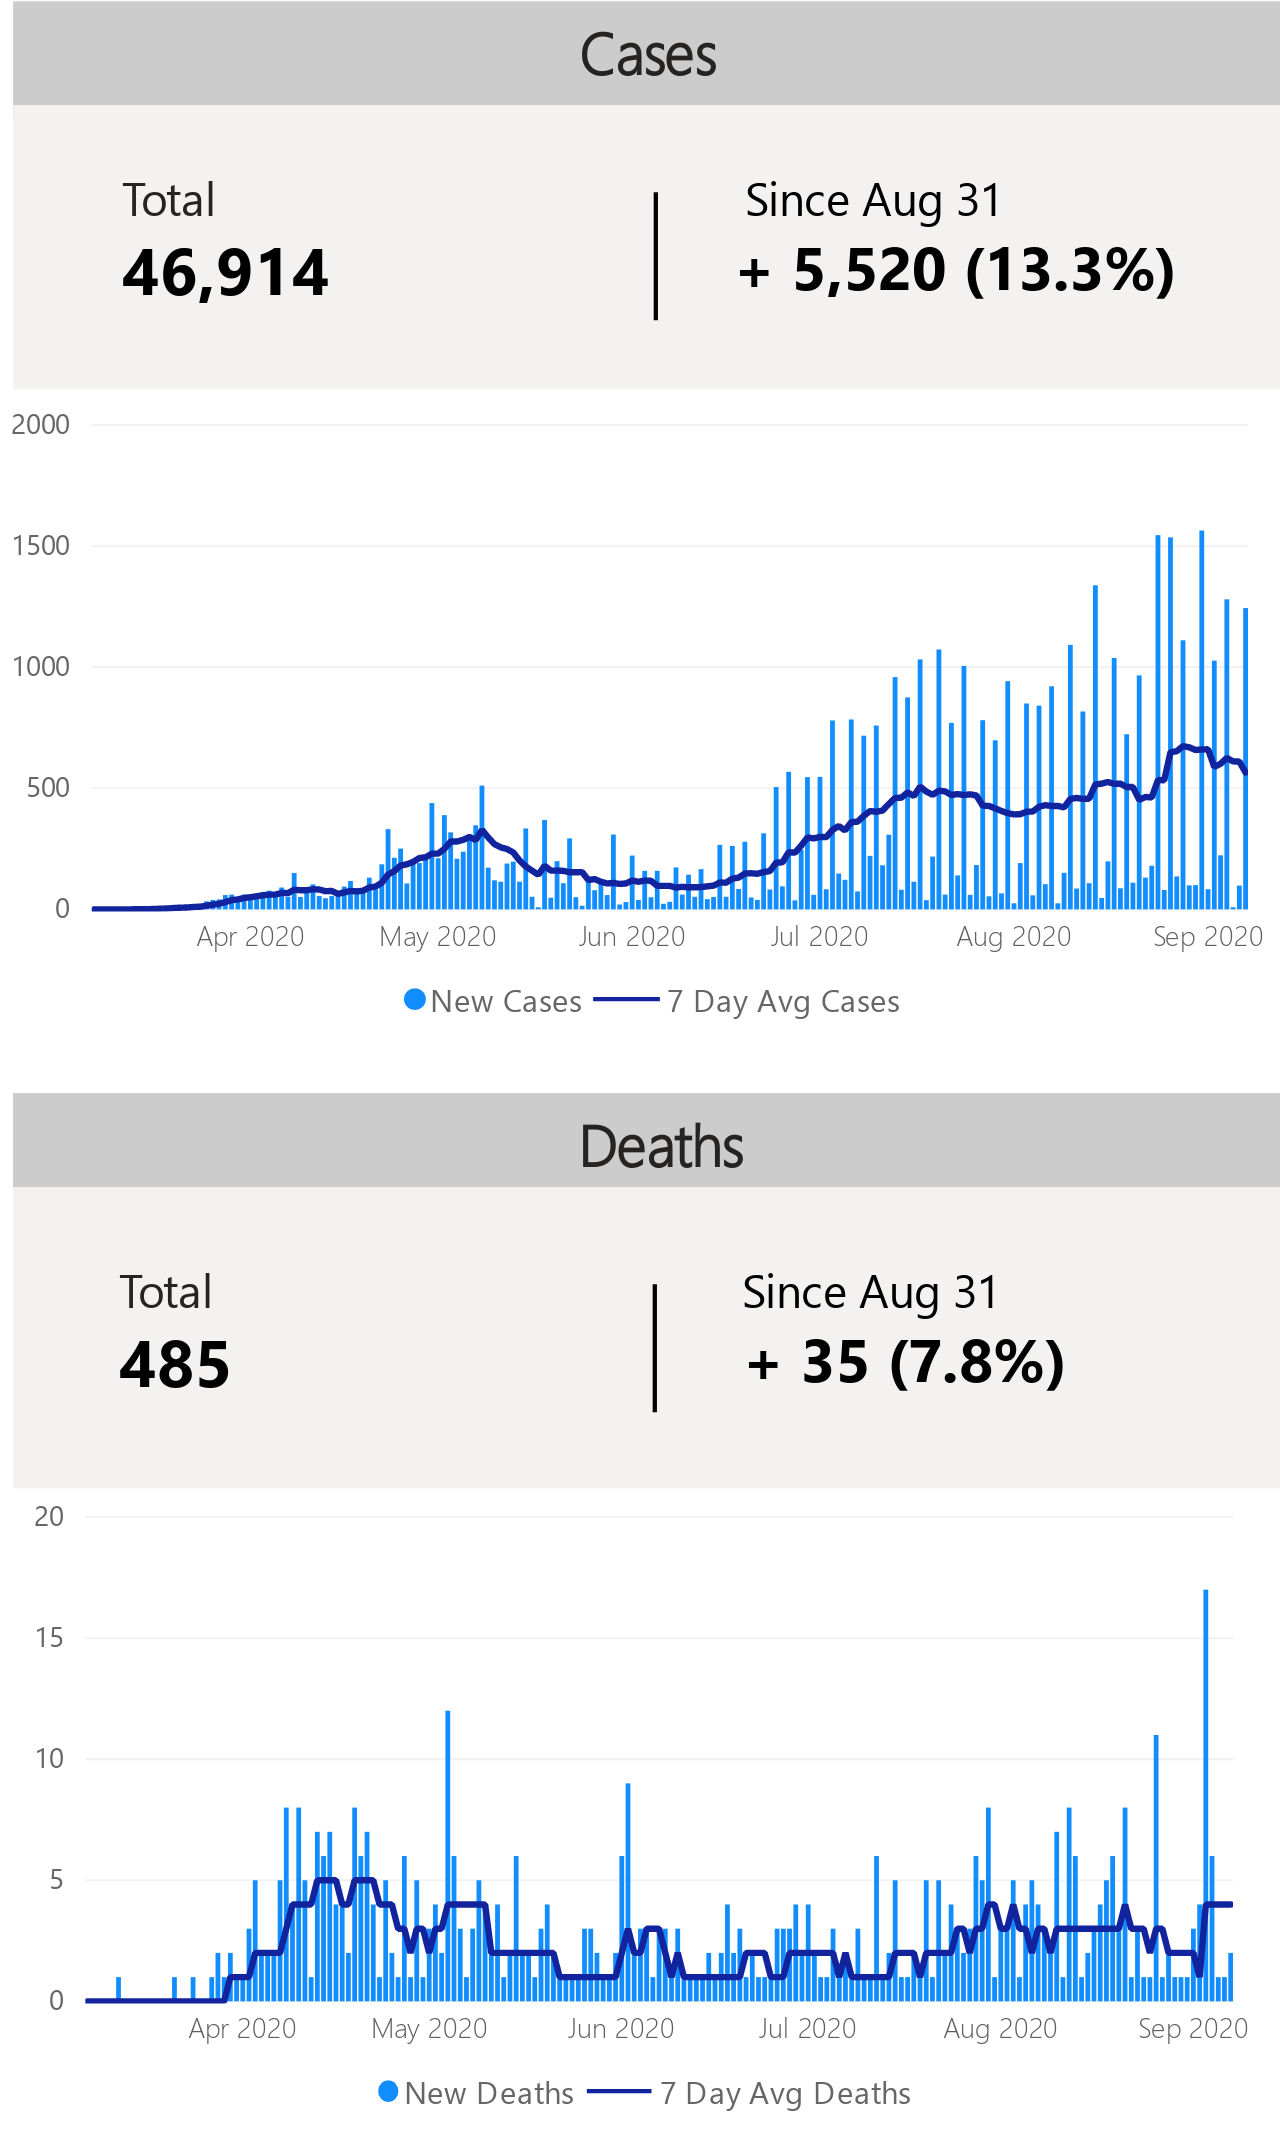 Cases
Total
Since Aug 31
46,914
+ 5,520 (13.3%)
2000
1500
1000
500
0
Apr 2020 May 2020 Jun 2020 Jul 2020 Aug 2020 Sep 2020
New Cases 7 Day Avg Cases
Deaths
Total
Since Aug 31
485
+ 35 (7.8%)
20
15
10
5
0
Apr 2020 May 2020 Jun 2020 Jul 2020 Aug 2020 Sep 2020
New Deaths 7 Day Avg Deaths